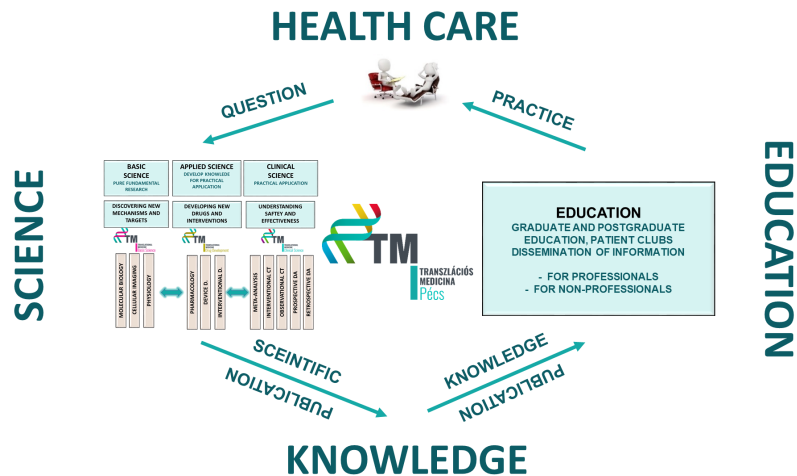 HEALTH CARE
QUESTION
PRACTICE
SCIENCE
EDUCATION
BASIC
SCIENCE
PURE FUNDAMENTAL
RESEARCH
APPLIED SCIENCE
DEVELOP KNOWLEDE
FOR PRACTICAL
APPLICATION
CLINICAL
SCIENCE
PRACTICAL APPLICATION
DISCOVERING NEW
MECHANISMS AND
TARGETS
DEVELOPING NEW
DRUGS AND
INTERVENTIONS
UNDERSTANDING
SAFTEY AND
EFFECTIVENESS
TM
TM
TM
MOLECULAR BIOLOGY
CELLULAR IMAGING
PHYSIOLOGY
PHARMACOLOGY
DEVICE D.
INTERVENTIONAL D.
META-ANALYSIS
INTERVENTIONAL CT
OBSERVATIONAL CT
PROSPECTIVE DA
RETROSPECTIVE DA
TM
TRANSZLÁCIÓS
MEDICINA
Pécs
EDUCATION
GRADUATE AND POSTGRADUATE
EDUCATION, PATIENT CLUBS
DISSEMINATION OF INFORMATION
- FOR PROFESSIONALS
- FOR NON-PROFESSIONALS
SCEINTIFIC
PUBLICATION
KNOWLEDGE
PUBLICATION
KNOWLEDGE